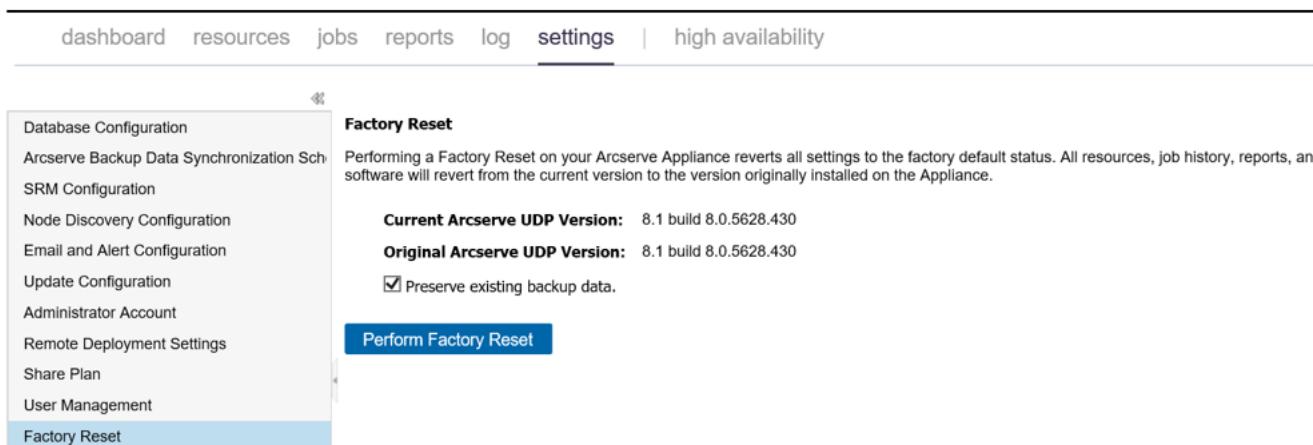 dashboard resources jobs reports log settings | high availability
Database Configuration
Arcserve Backup Data Synchronization Sch
SRM Configuration
Node Discovery Configuration
Email and Alert Configuration
Update Configuration
Administrator Account
Remote Deployment Settings
Share Plan
User Management
Factory Reset
Factory Reset
Performing a Factory Reset on your Arcserve Appliance reverts all settings to the factory default status. All resources, job history, reports, an
software will revert from the current version to the version originally installed on the Appliance.
Current Arcserve UDP Version: 8.1 build 8.0.5628.430
Original Arcserve UDP Version: 8.1 build 8.0.5628.430
Preserve existing backup data.
Perform Factory Reset